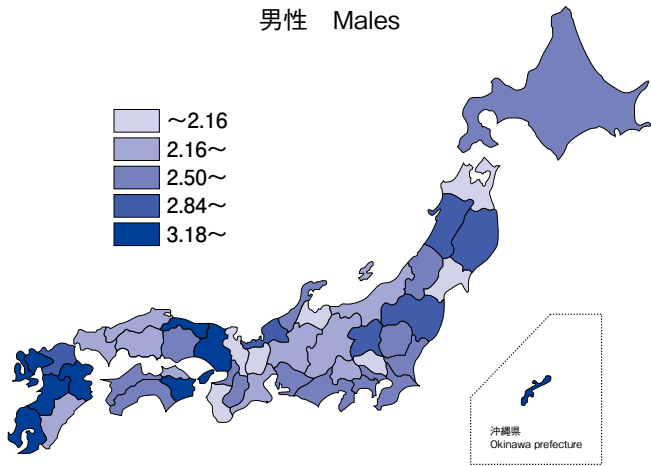 男性　Males
～2.16
2.16～
2.50～
2.84～
3.18～
沖縄県
Okinawa prefecture